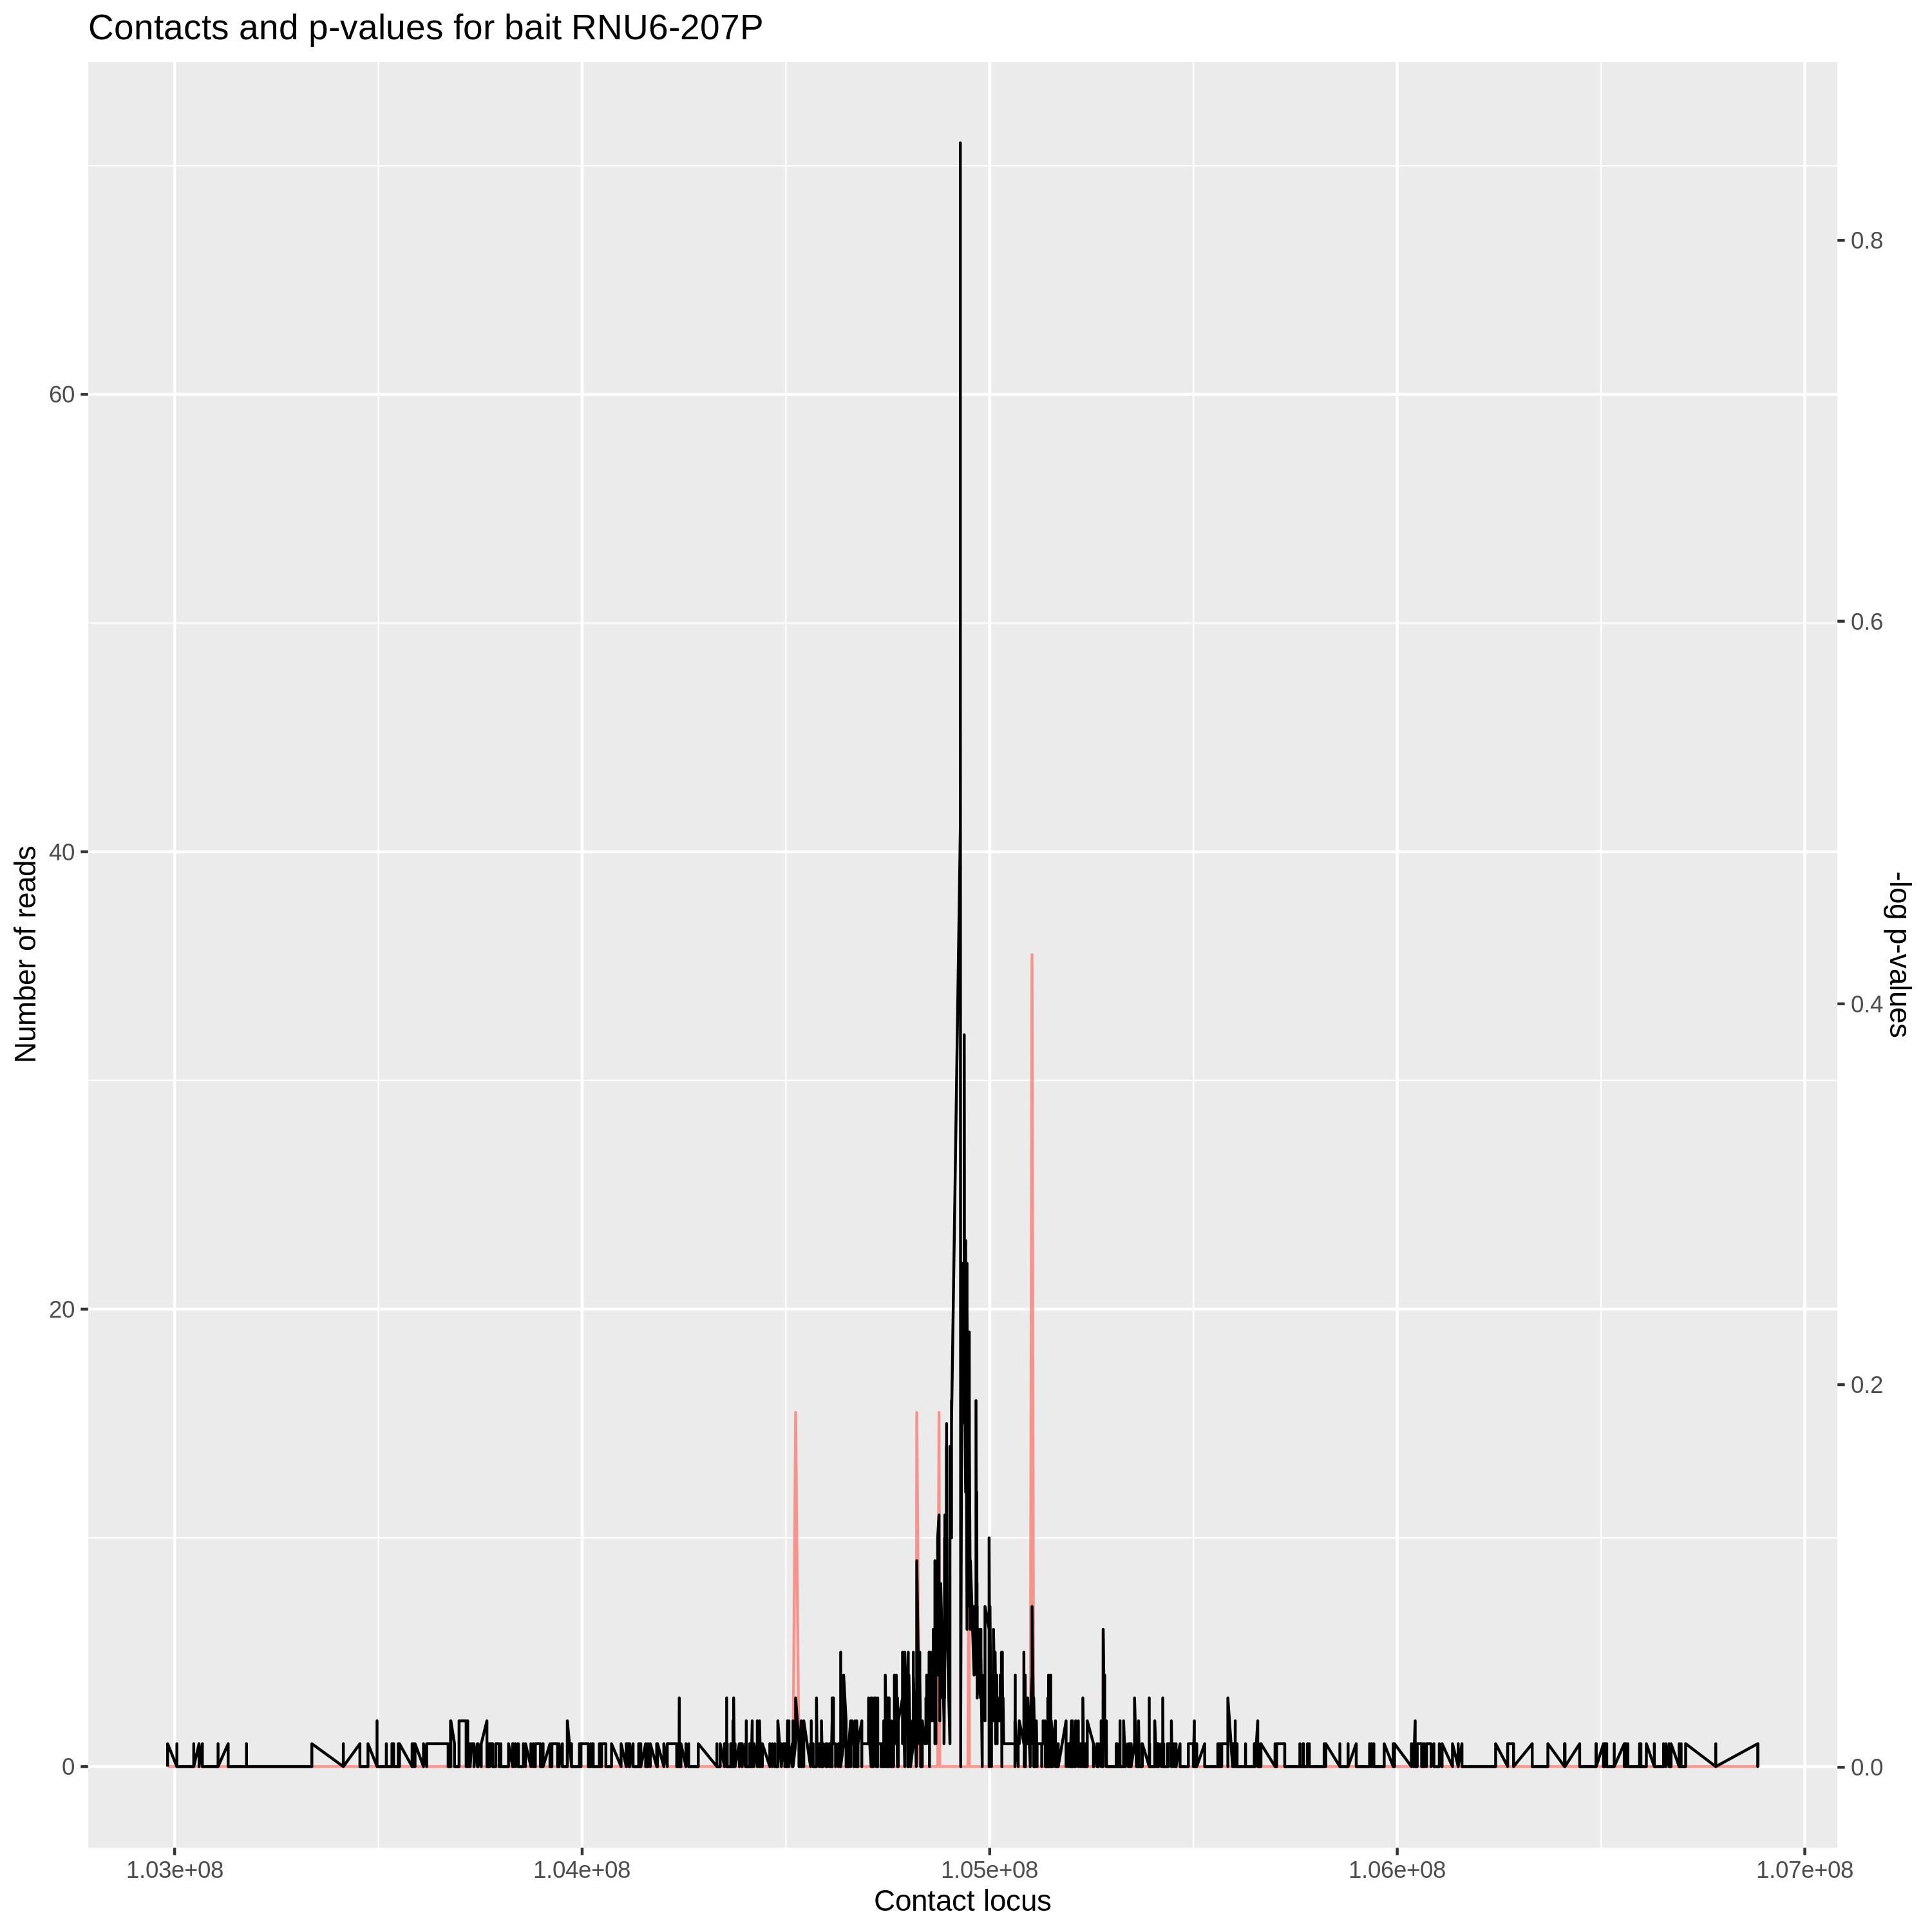 Contacts and p-values for bait RNU6-207P
Number of reads
60
40
20
0
0.8
0.6
0.4
0.2
0.0
-log p-values
1.03e+08
1.04e+08
1.05e+08
1.06e+08
1.07e+08
Contact locus